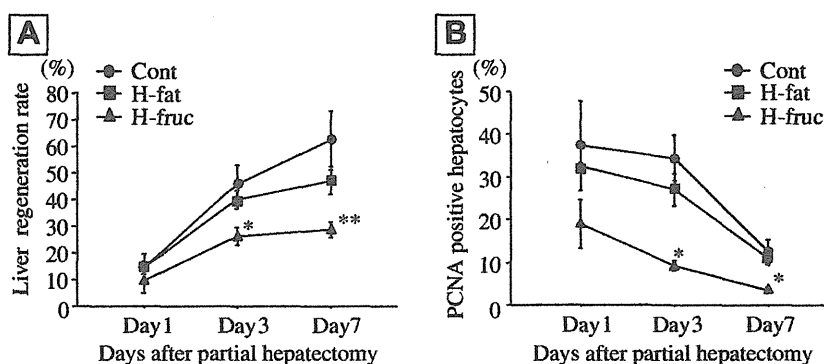 A
(%)
Cont
H-fat
H-fruc
80
70
60
50
40
30
20
10
0
Liver regeneration rate
*
**
Day1 Day3 Day7
Days after partial hepatectomy
B
(%)
Cont
H-fat
H-fruc
50
40
30
20
10
0
PCNA positive hepatocytes
*
*
Day1 Day3 Day7
Days after partial hepatectomy